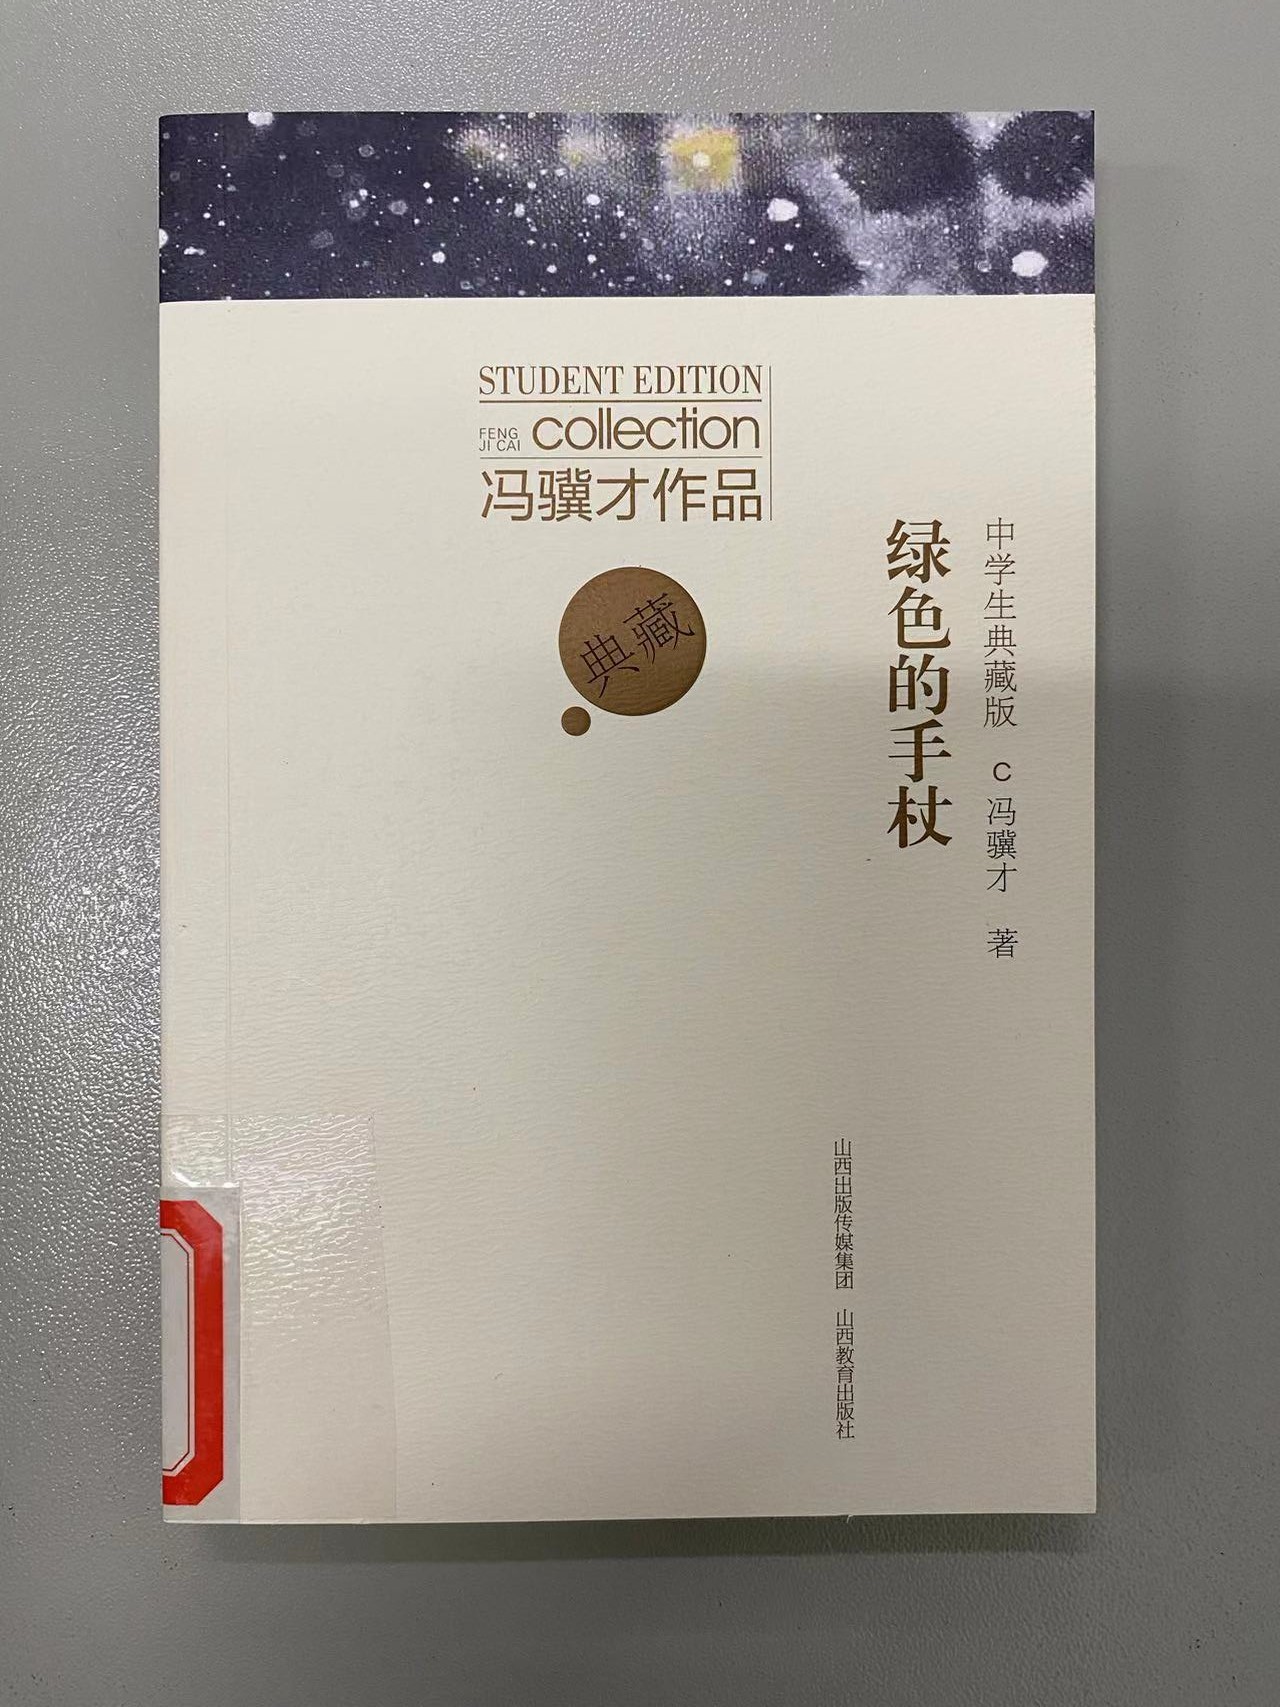 STUDENT EDITION
FENG
JI CAI
collection
冯骥才作品
典藏
中学生典藏版 C 冯骥才 著
绿色的手杖
山西出版传媒集团 山西教育出版社